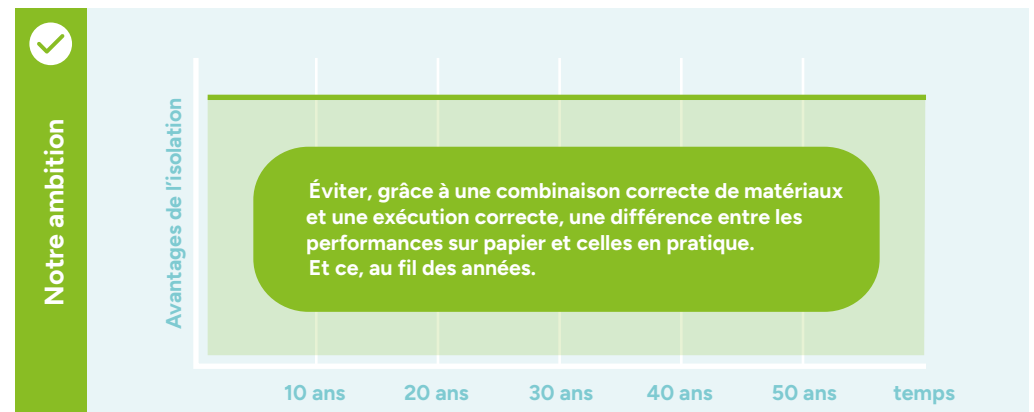 Notre ambition
Avantages de l'isolation
Éviter, grâce à une combinaison correcte de matériaux
et une exécution correcte, une différence entre les
performances sur papier et celles en pratique.
Et ce, au fil des années.
10 ans 20 ans 30 ans 40 ans 50 ans temps